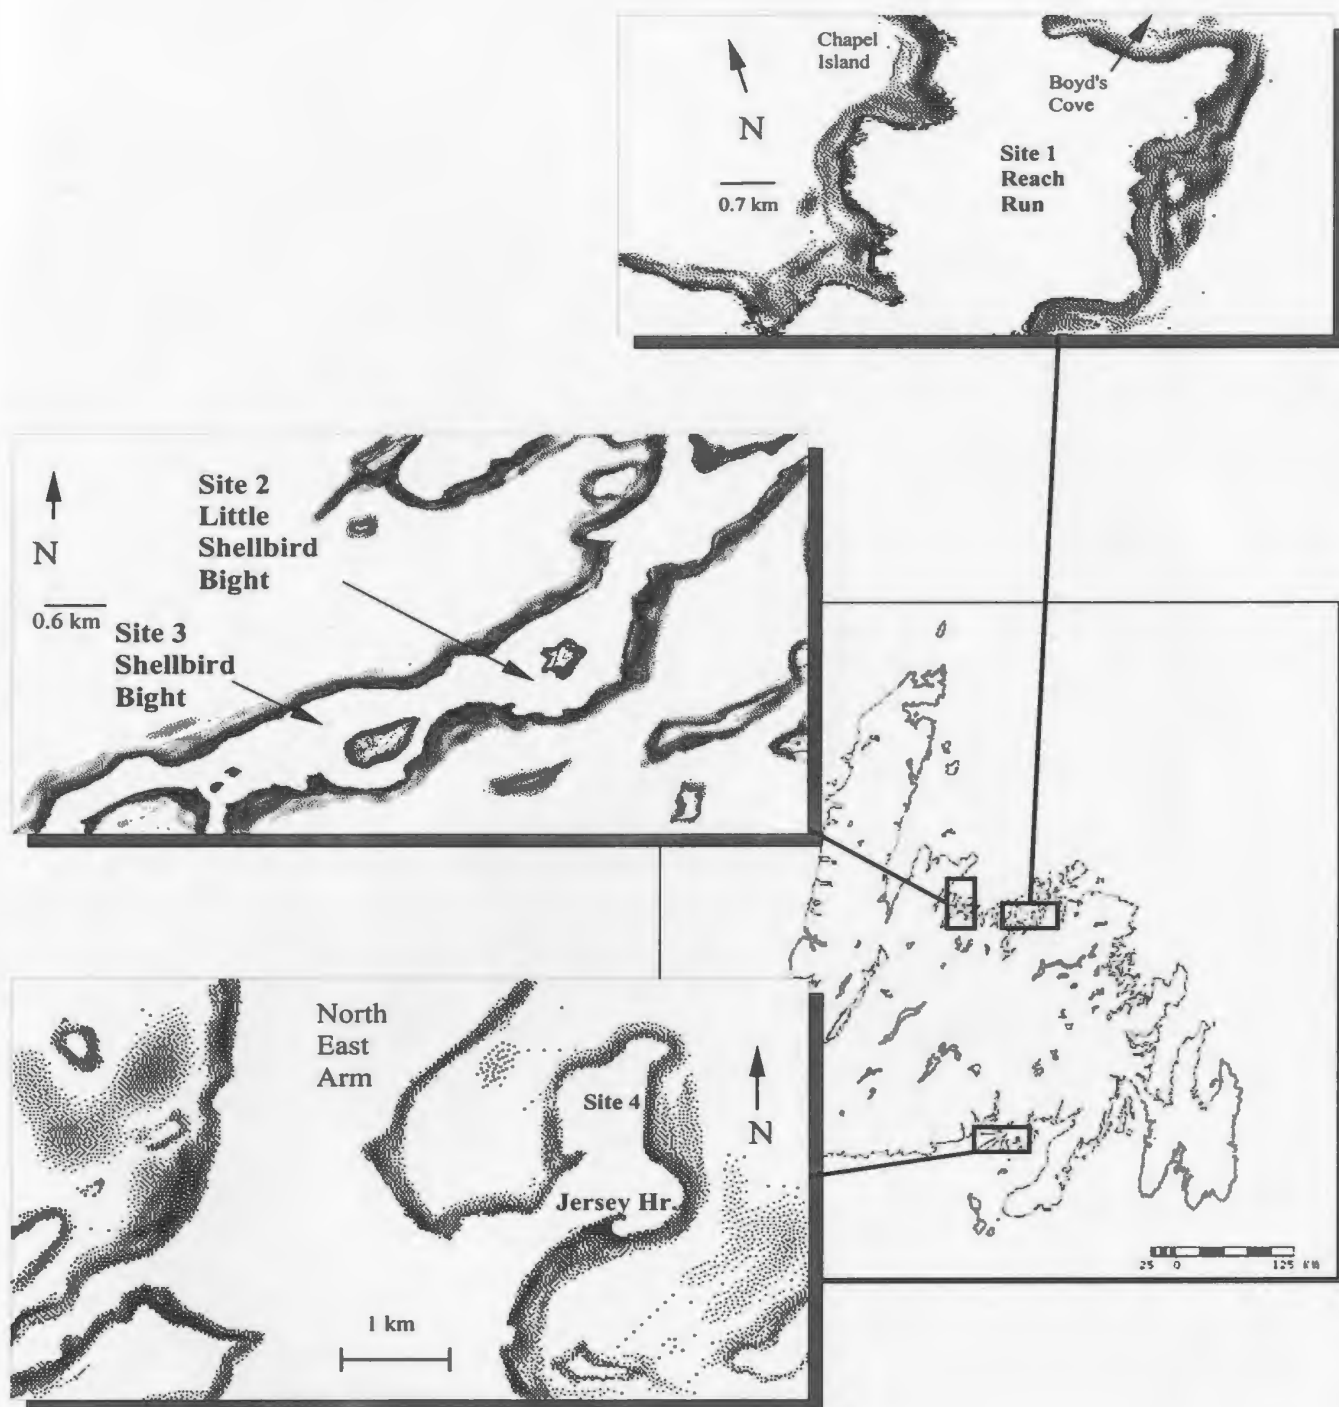 Chapel
Island
N
0.7 km
Boyd's
Cove
Site 1
Reach
Run
N
0.6 km
Site 2
Little
Shellbird
Bight
Site 3
Shellbird
Bight
North
East
Arm
Site 4
N
Jersey Hr.
1 km
25 0 125 KM